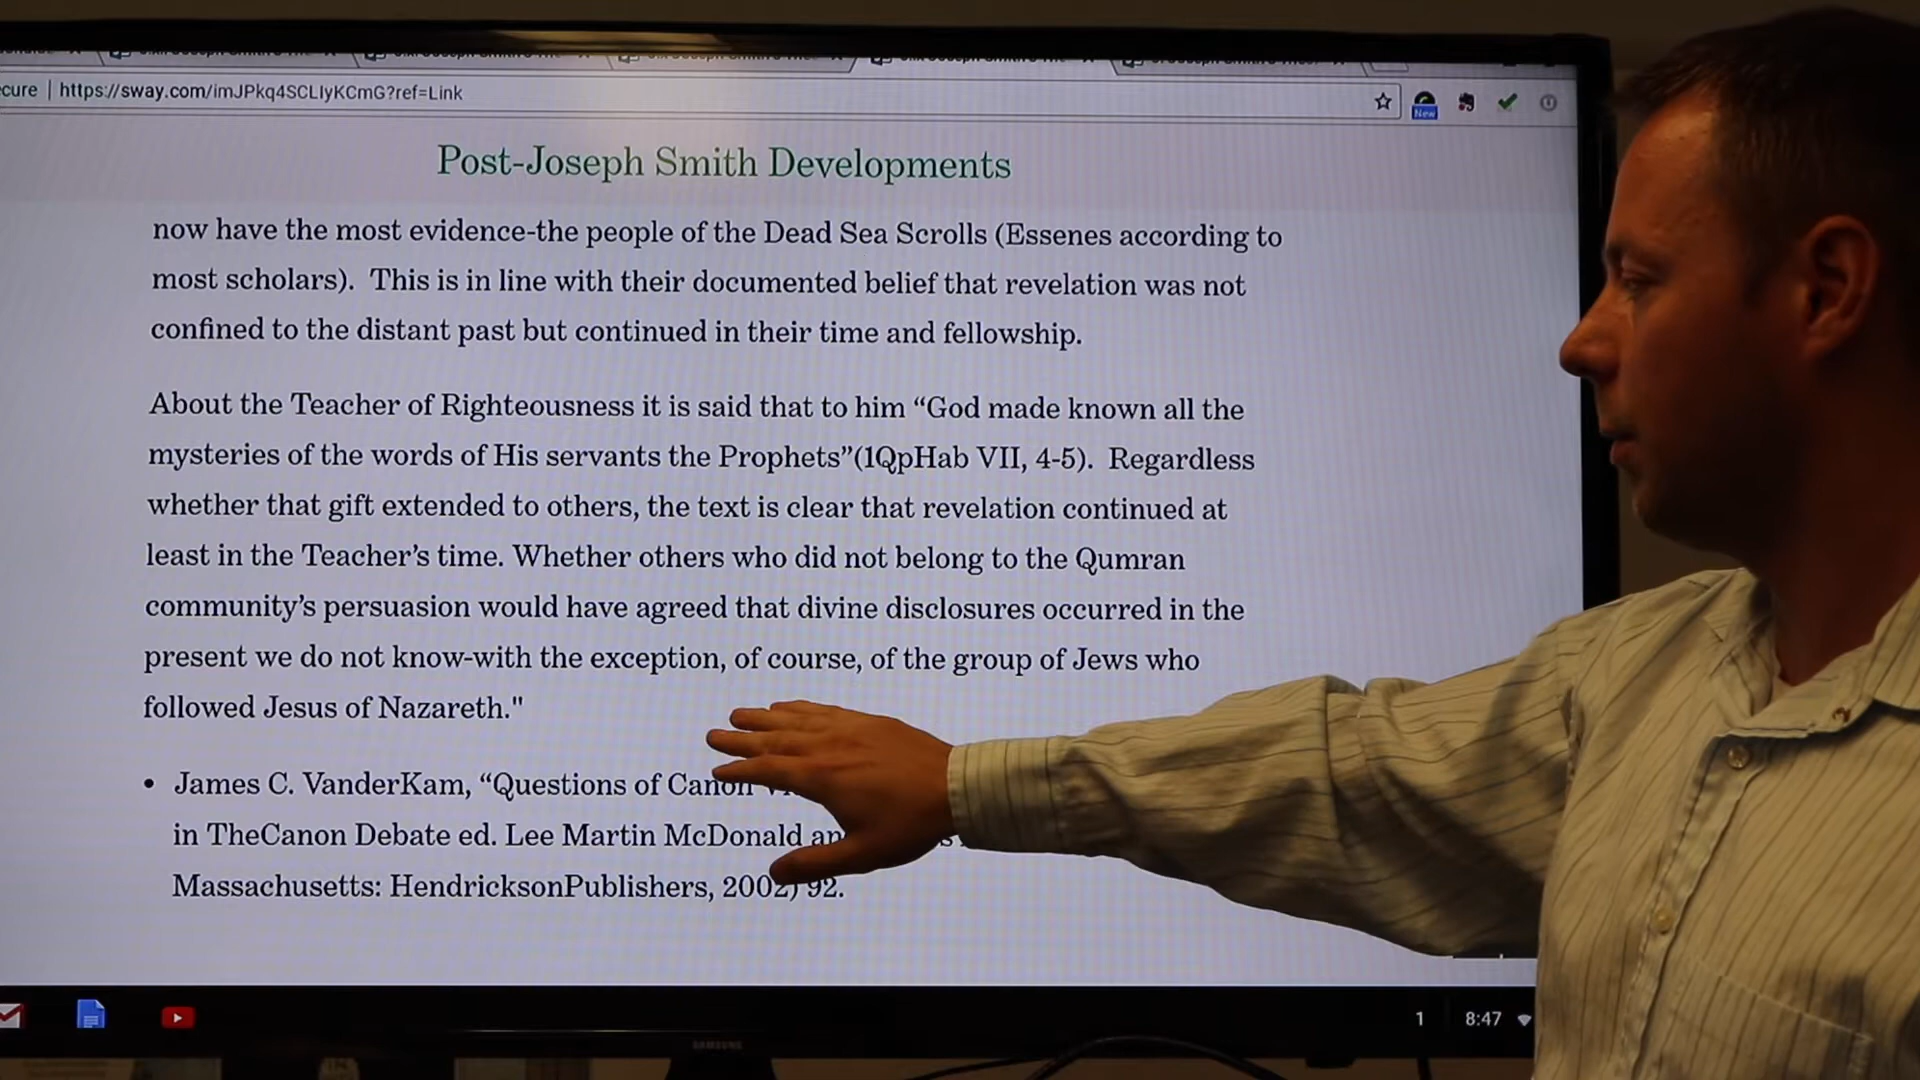 cure | https://sway.com/imJPkq4SCLIyKCmG?ref=Link
New
Post-Joseph Smith Developments
now have the most evidence-the people of the Dead Sea Scrolls (Essenes according to
most scholars).  This is in line with their documented belief that revelation was not
confined to the distant past but continued in their time and fellowship.
About the Teacher of Righteousness it is said that to him “God made known all the
mysteries of the words of His servants the Prophets”(1QpHab VII, 4-5).  Regardless
whether that gift extended to others, the text is clear that revelation continued at
least in the Teacher’s time. Whether others who did not belong to the Qumran
community’s persuasion would have agreed that divine disclosures occurred in the
present we do not know-with the exception, of course, of the group of Jews who
followed Jesus of Nazareth."
• James C. VanderKam, “Questions of Canon
in TheCanon Debate ed. Lee Martin McDonald
Massachusetts: HendricksonPublishers, 2002) 92.
1 8:47
SAMSUNG